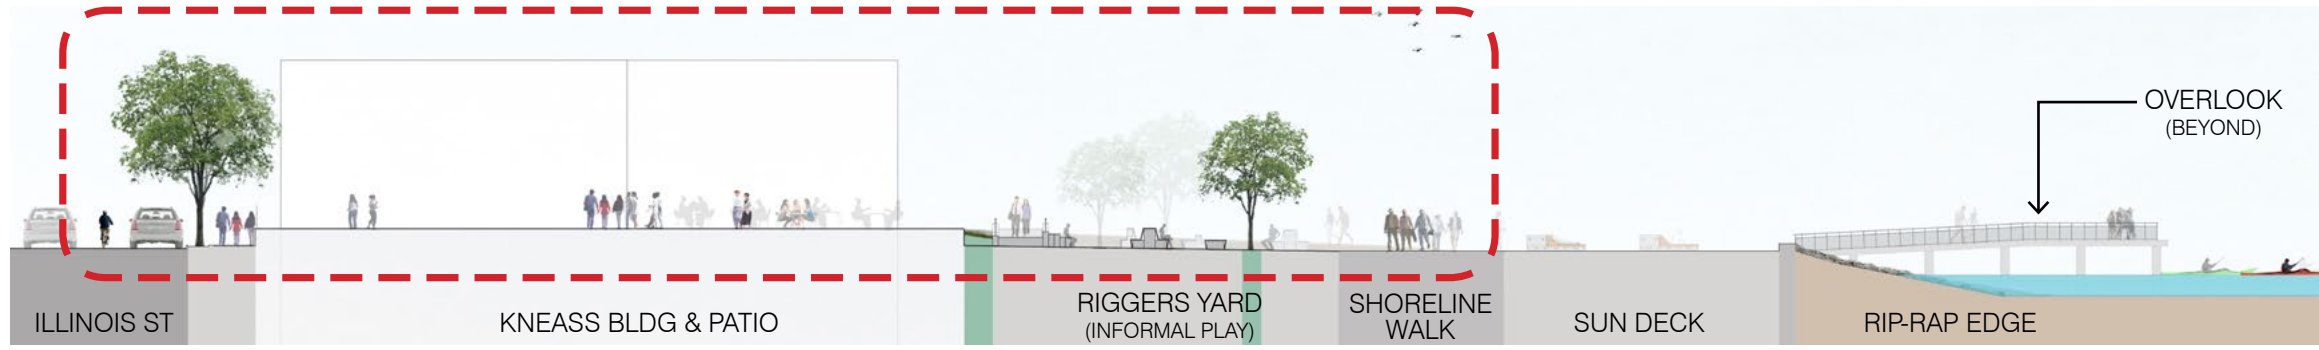 OVERLOOK
(BEYOND)
ILLINOIS ST
KNEASS BLDG & PATIO
RIGGERS YARD
(INFORMAL PLAY)
SHORELINE
WALK
SUN DECK
RIP-RAP EDGE